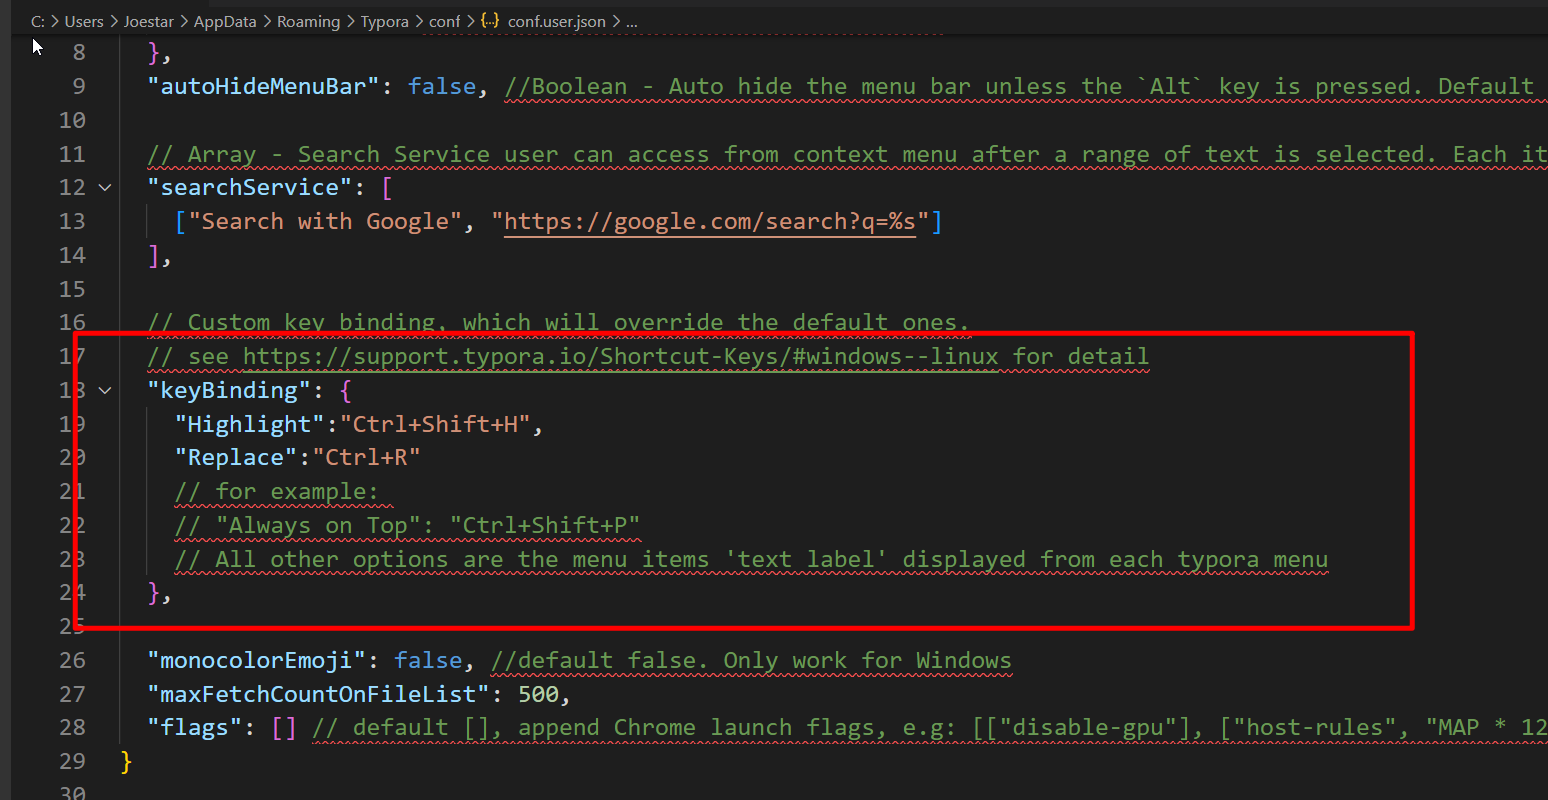 C: > Users > Joestar > AppData > Roaming > Typora > conf > {..} conf.user.json > ...
8 },
9 "autoHideMenuBar": false, //Boolean - Auto hide the menu bar unless the `Alt` key is pressed. Default
10
11 // Array - Search Service user can access from context menu after a range of text is selected. Each it
12 "searchService": [
13 ["Search with Google", "https://google.com/search?q=%s"]
14 ],
15
16 // Custom key binding, which will override the default ones.
17 // see https://support.typora.io/Shortcut-Keys/#windows--linux for detail
18 "keyBinding": {
19 "Highlight":"Ctrl+Shift+H",
20 "Replace":"Ctrl+R"
21 // for example:
22 // "Always on Top": "Ctrl+Shift+P"
23 // All other options are the menu items 'text label' displayed from each typora menu
24 },
25
26 "monocolorEmoji": false, //default false. Only work for Windows
27 "maxFetchCountOnFileList": 500,
28 "flags": [] // default [], append Chrome launch flags, e.g: [["disable-gpu"], ["host-rules", "MAP * 12
29 }
30